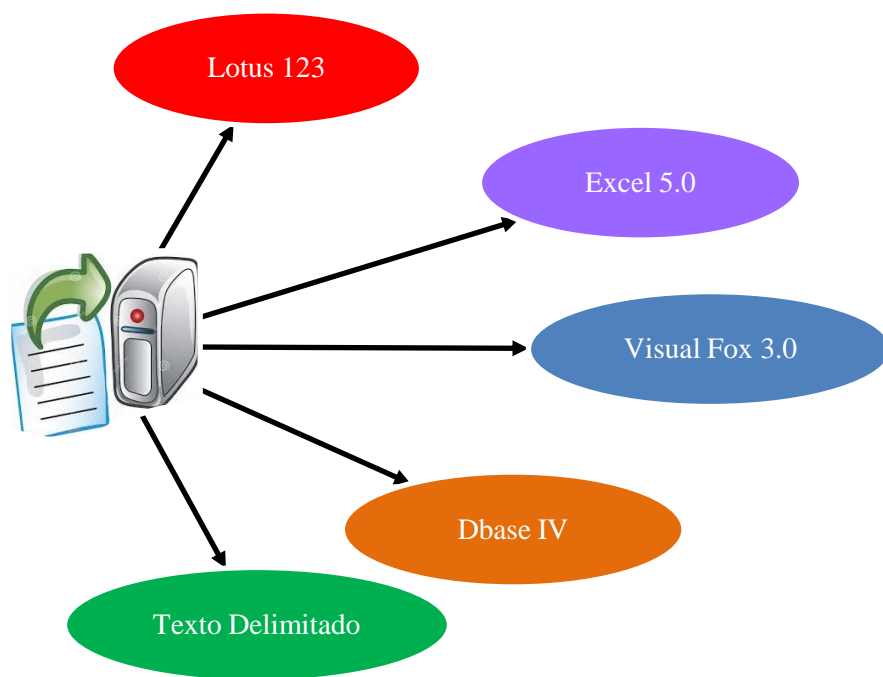 Lotus 123
Excel 5.0
Visual Fox 3.0
Dbase IV
Texto Delimitado